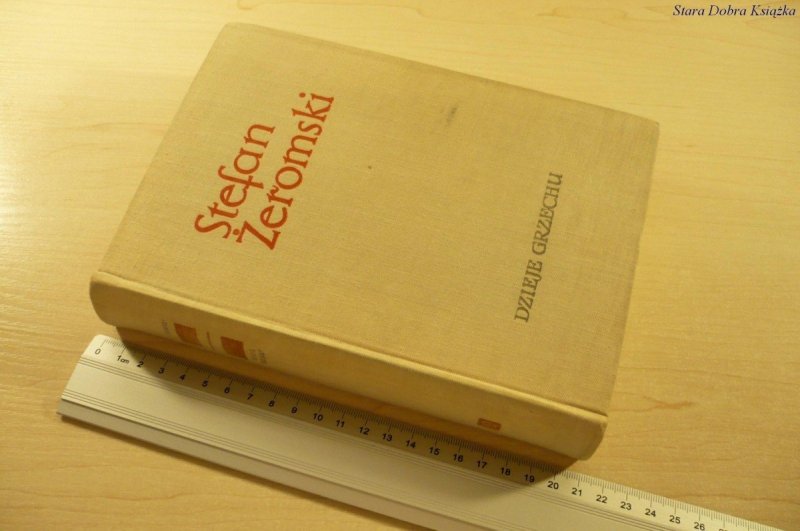 Stara Dobra Książka
Stefan
Żeromski
DZIEJE GRZECHU
0 1cm 2 3 4 5 6 7 8 9 10 11 12 13 14 15 16 17 18 19 20 21 22 23 24 25 26